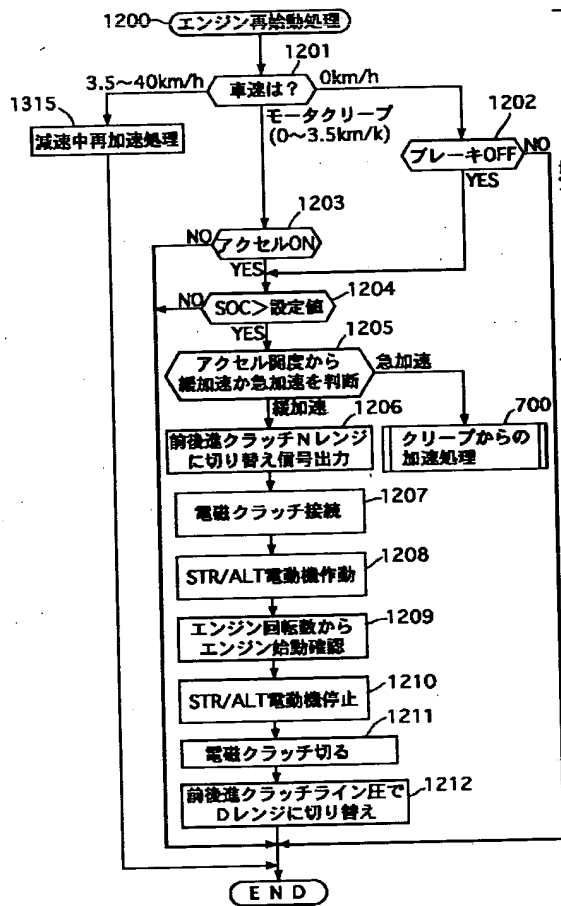 1200
エンジン再始動処理
1201
3.5~40km/h
車速は?
0km/h
1315
減速中再加速処理
モータクリープ
(0~3.5km/k)
1202
ブレーキOFF
NO
YES
1203
NO
アクセルON
YES
1204
NO
SOC>設定値
YES
1205
アクセル開度から
緩加速か急加速を判断
急加速
緩加速
1206
700
前後進クラッチNレンジ
に切り替え信号出力
クリープからの
加速処理
1207
電磁クラッチ接続
1208
STR/ALT電動機作動
1209
エンジン回転数から
エンジン始動確認
1210
STR/ALT電動機停止
1211
電磁クラッチ切る
1212
前後進クラッチライン圧で
Dレンジに切り替え
END